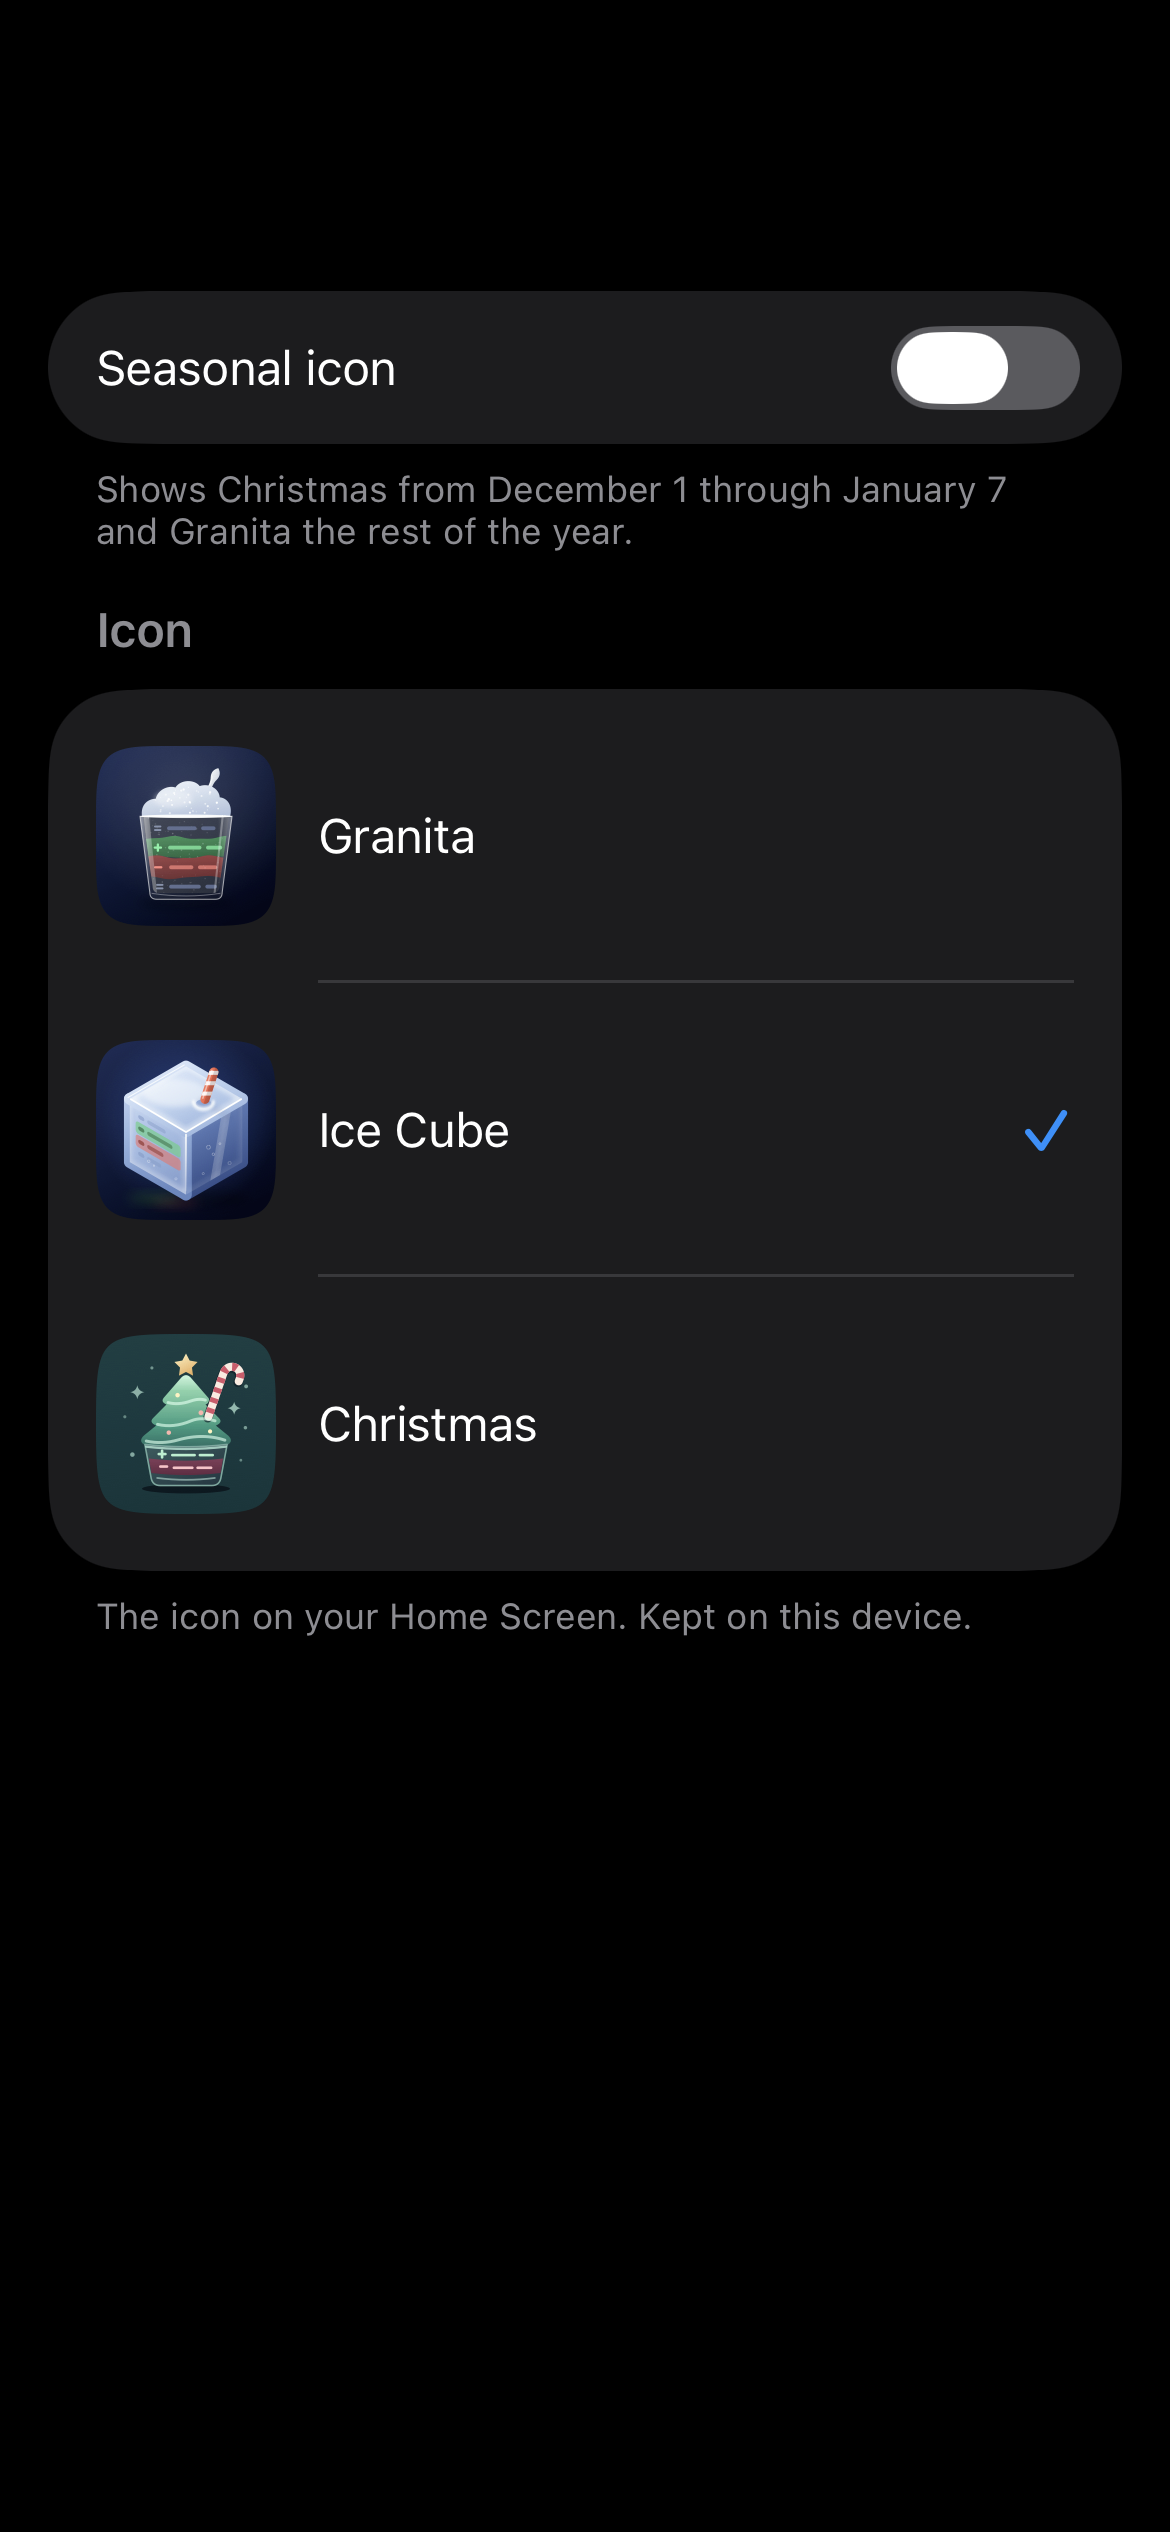 Seasonal icon
Shows Christmas from December 1 through January 7
and Granita the rest of the year.
Icon
Granita
Ice Cube
Christmas
The icon on your Home Screen. Kept on this device.